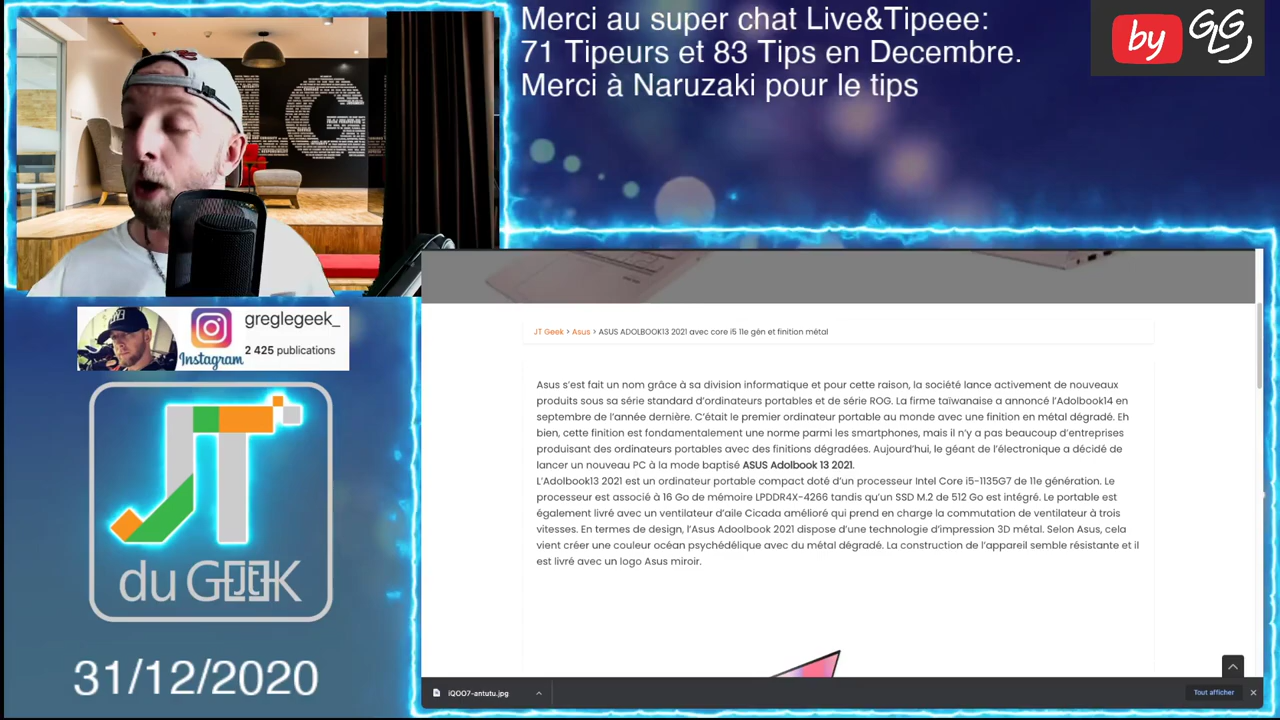 Merci au super chat Live&Tipeee:
71 Tipeurs et 83 Tips en Decembre.
Merci à Naruzaki pour le tips
by GLG
greglegeek_
2 425 publications
Instagram
JT
du GEEK
31/12/2020
JT Geek > Asus > ASUS ADOLBOOK13 2021 avec core i5 11e gén et finition métal
Asus s’est fait un nom grâce à sa division informatique et pour cette raison, la société lance activement de nouveaux
produits sous sa série standard d’ordinateurs portables et de série ROG. La firme taïwanaise a annoncé l’Adolbook14 en
septembre de l’année dernière. C’était le premier ordinateur portable au monde avec une finition en métal dégradé. Eh
bien, cette finition est fondamentalement une norme parmi les smartphones, mais il n’y a pas beaucoup d’entreprises
produisant des ordinateurs portables avec des finitions dégradées. Aujourd’hui, le géant de l’électronique a décidé de
lancer un nouveau PC à la mode baptisé ASUS Adolbook 13 2021.
L’Adolbook13 2021 est un ordinateur portable compact doté d’un processeur Intel Core i5-1135G7 de 11e génération. Le
processeur est associé à 16 Go de mémoire LPDDR4X-4266 tandis qu’un SSD M.2 de 512 Go est intégré. Le portable est
également livré avec un ventilateur d’aile Cicada amélioré qui prend en charge la commutation de ventilateur à trois
vitesses. En termes de design, l’Asus Adoolbook 2021 dispose d’une technologie d’impression 3D métal. Selon Asus, cela
vient créer une couleur océan psychédélique avec du métal dégradé. La construction de l’appareil semble résistante et il
est livré avec un logo Asus miroir.
iQOO7-antutu.jpg
Tout afficher